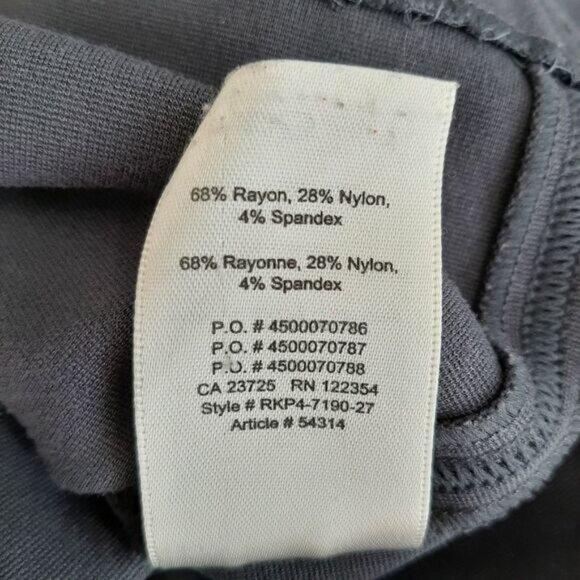 68% Rayon, 28% Nylon,
4% Spandex
68% Rayonne, 28% Nylon,
4% Spandex
P.O. # 4500070786
P.O. # 4500070787
P.O. # 4500070788
CA 23725 RN 122354
Style # RKP4-7190-27
Article # 54314